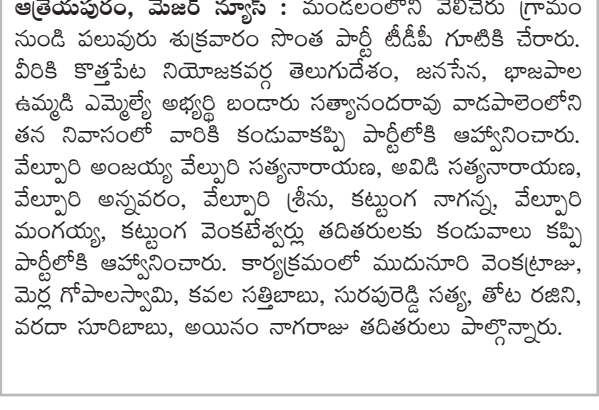 ఆత్రేయపురం, మేజర్ న్యూస్ : మండలంలోని వెలిచేరు గ్రామం
నుండి పలువురు శుక్రవారం సొంత పార్టీ టీడీపీ గూటికి చేరారు.
వీరికి కొత్తపేట నియోజకవర్గ తెలుగుదేశం, జనసేన, భాజపాల
ఉమ్మడి ఎమ్మెల్యే అభ్యర్థి బండారు సత్యానందరావు వాడపాలెంలోని
తన నివాసంలో వారికి కండువాకప్పి పార్టీలోకి ఆహ్వానించారు.
వేల్పూరి అంజయ్య వేల్పురి సత్యనారాయణ, అవిడి సత్యనారాయణ,
వేల్పూరి అన్నవరం, వేల్పూరి శ్రీను, కట్టుంగ నాగన్న, వేల్పూరి
మంగయ్య, కట్టుంగ వెంకటేశ్వర్లు తదితరులకు కండువాలు కప్పి
పార్టీలోకి ఆహ్వానించారు. కార్యక్రమంలో ముదునూరి వెంకట్రాజు,
మెర్ల గోపాలస్వామి, కవల సత్తిబాబు, సురపురెడ్డి సత్య, తోట రజిని,
వరదా సూరిబాబు, అయినం నాగరాజు తదితరులు పాల్గొన్నారు.